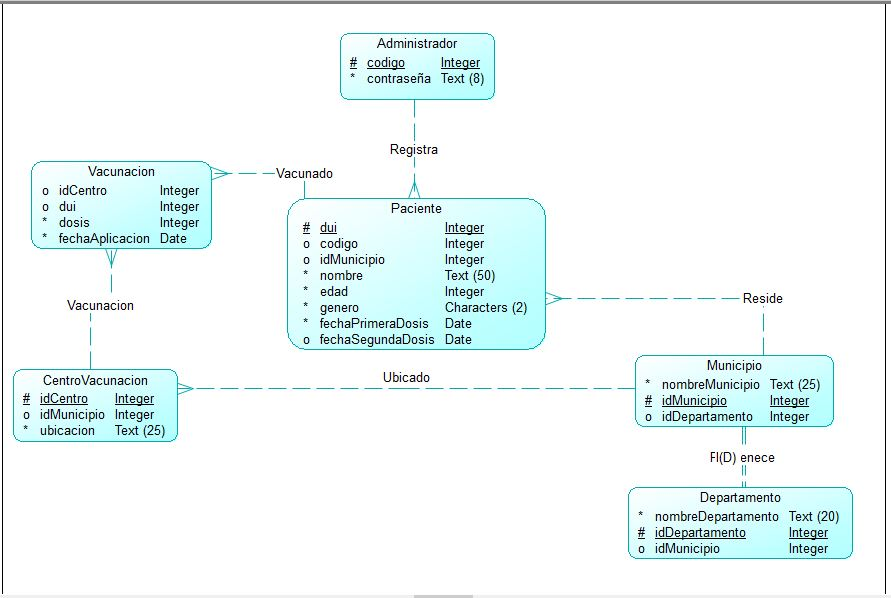 Administrador
# codigo Integer
* contraseña Text (8)
Registra
Vacunacion
o idCentro Integer
o dui Integer
* dosis Integer
* fechaAplicacion Date
Vacunado
Paciente
# dui Integer
o codigo Integer
o idMunicipio Integer
* nombre Text (50)
* edad Integer
* genero Characters (2)
* fechaPrimeraDosis Date
o fechaSegundaDosis Date
Vacunacion
Reside
CentroVacunacion
# idCentro Integer
o idMunicipio Integer
* ubicacion Text (25)
Ubicado
Municipio
* nombreMunicipio Text (25)
# idMunicipio Integer
o idDepartamento Integer
Fl(D) enece
Departamento
* nombreDepartamento Text (20)
# idDepartamento Integer
o idMunicipio Integer